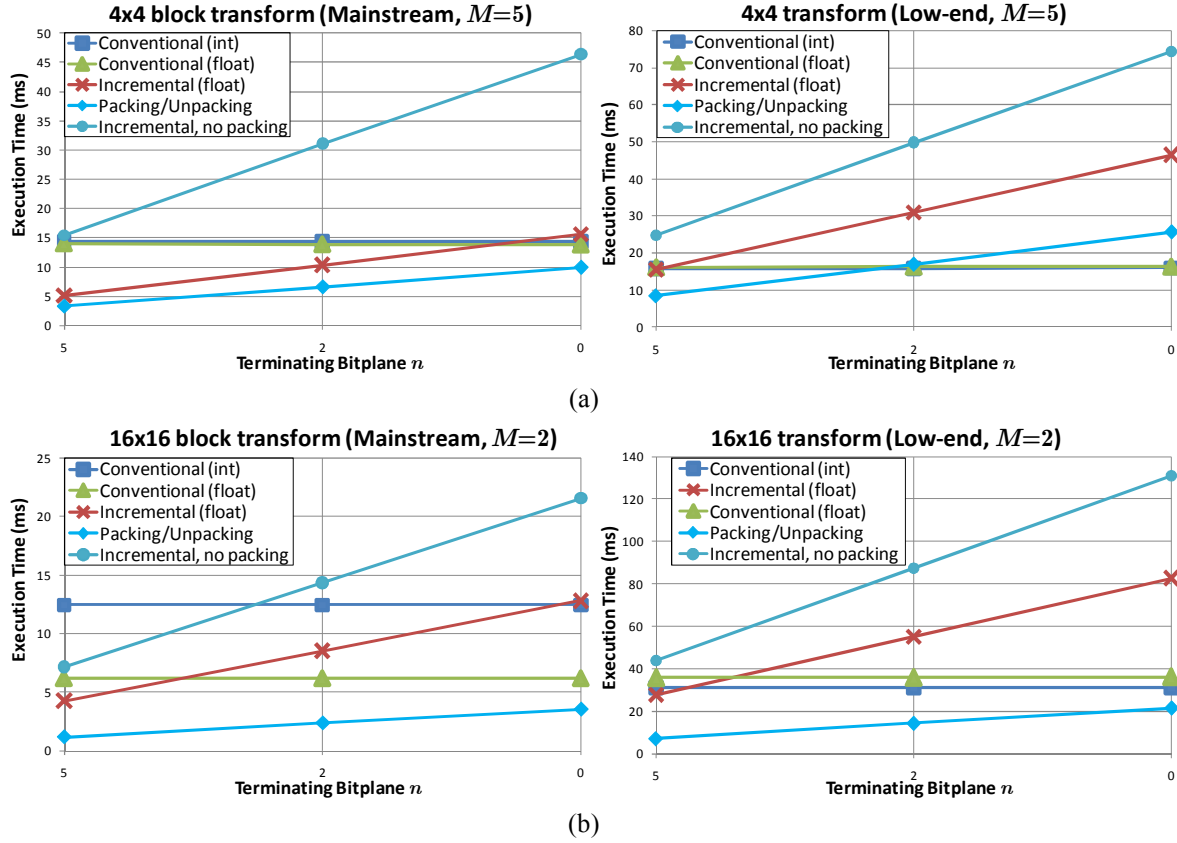 4x4 block transform (Mainstream, M=5)
50
45
40
35
30
25
20
15
10
5
0
Execution Time (ms)
Conventional (int)
Conventional (float)
Incremental (float)
Packing/Unpacking
Incremental, no packing
5
2
0
Terminating Bitplane n
4x4 transform (Low-end, M=5)
80
70
60
50
40
30
20
10
0
Execution Time (ms)
Conventional (int)
Conventional (float)
Incremental (float)
Packing/Unpacking
Incremental, no packing
5
2
0
Terminating Bitplane n
(a)
16x16 block transform (Mainstream, M=2)
25
20
15
10
5
0
Execution Time (ms)
Conventional (int)
Conventional (float)
Incremental (float)
Packing/Unpacking
Incremental, no packing
5
2
0
Terminating Bitplane n
16x16 transform (Low-end, M=2)
140
120
100
80
60
40
20
0
Execution Time (ms)
Conventional (int)
Incremental (float)
Conventional (float)
Packing/Unpacking
Incremental, no packing
5
2
0
Terminating Bitplane n
(b)